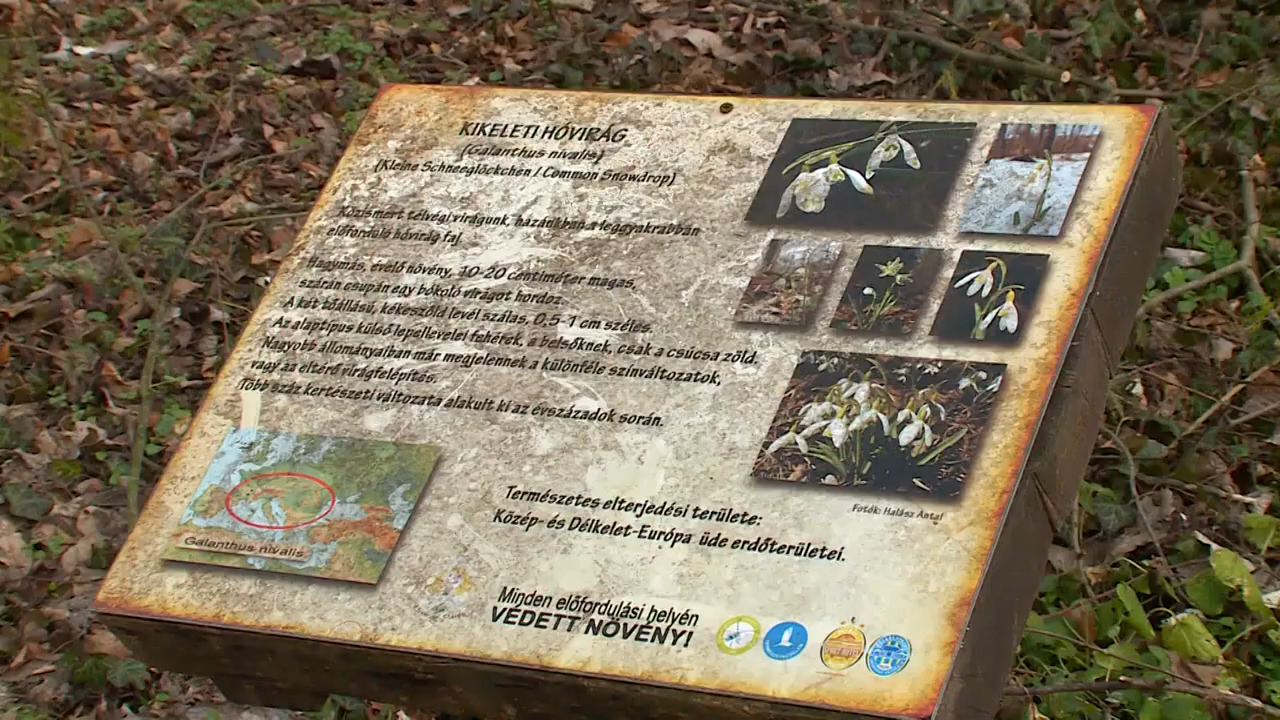 KIKELETI HÓVIRÁG
(Galanthus nivalis)
(Kleine Schneeglöckchen / Common Snowdrop)
Közismert télvégi virágunk, hazánkban a leggyakrabban
előforduló hóvirág faj.
Hagymás, évelő növény, 10-20 centiméter magas,
szárán csupán egy bókoló virágot hordoz.
A két tőállású, kékeszöld levél szálas, 0,5-1 cm széles.
Az alaptípus külső lepellevelei fehérek, a belsőknek, csak a csúcsa zöld.
Nagyobb állományaiban már megjelennek a különféle színváltozatok,
vagy aa eltérő virágfelépítés.
Több száz kertészeti változata alakult ki az évszázadok során.
Fotók: Halász Antal
Galanthus nivalis
Természetes elterjedési területe:
Közép- és Délkelet-Európa üde erdőterületei.
Minden előfordulási helyén
VÉDETT NÖVÉNY!